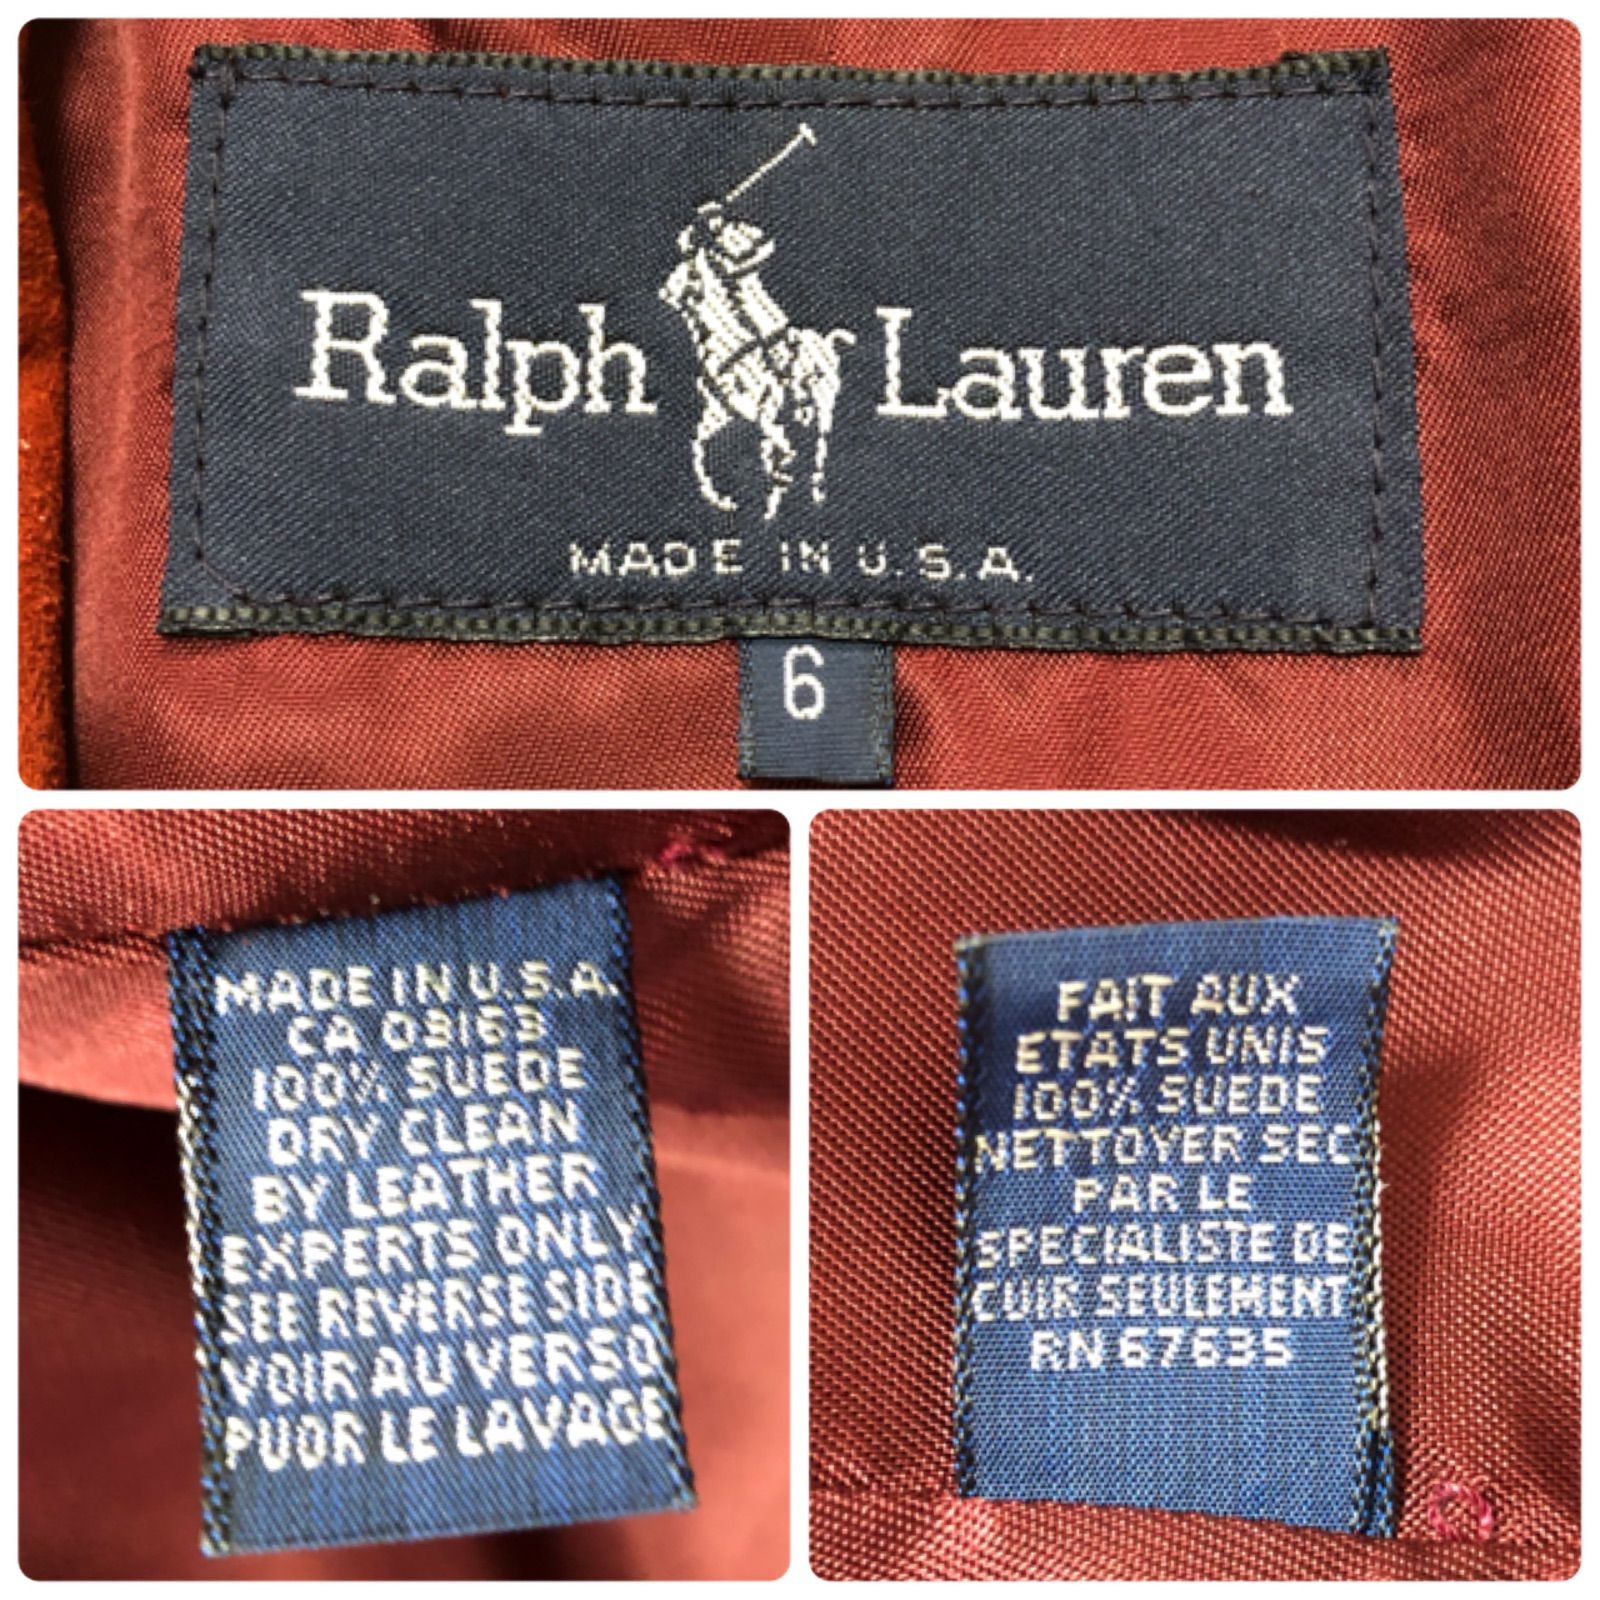 Ralph Lauren
MADE IN U.S.A.
6
MADE IN U.S.A.
CA 03163
100% SUEDE
DRY CLEAN
BY LEATHER
EXPERTS ONLY
SEE REVERSE SIDE
VOIR AU VERSO
PUOR LE LAVAGE
FAIT AUX
ETATS UNIS
100% SUEDE
NETTOYER SEC
PAR LE
SPECIALISTE DE
CUIR SEULEMENT
RN 67635